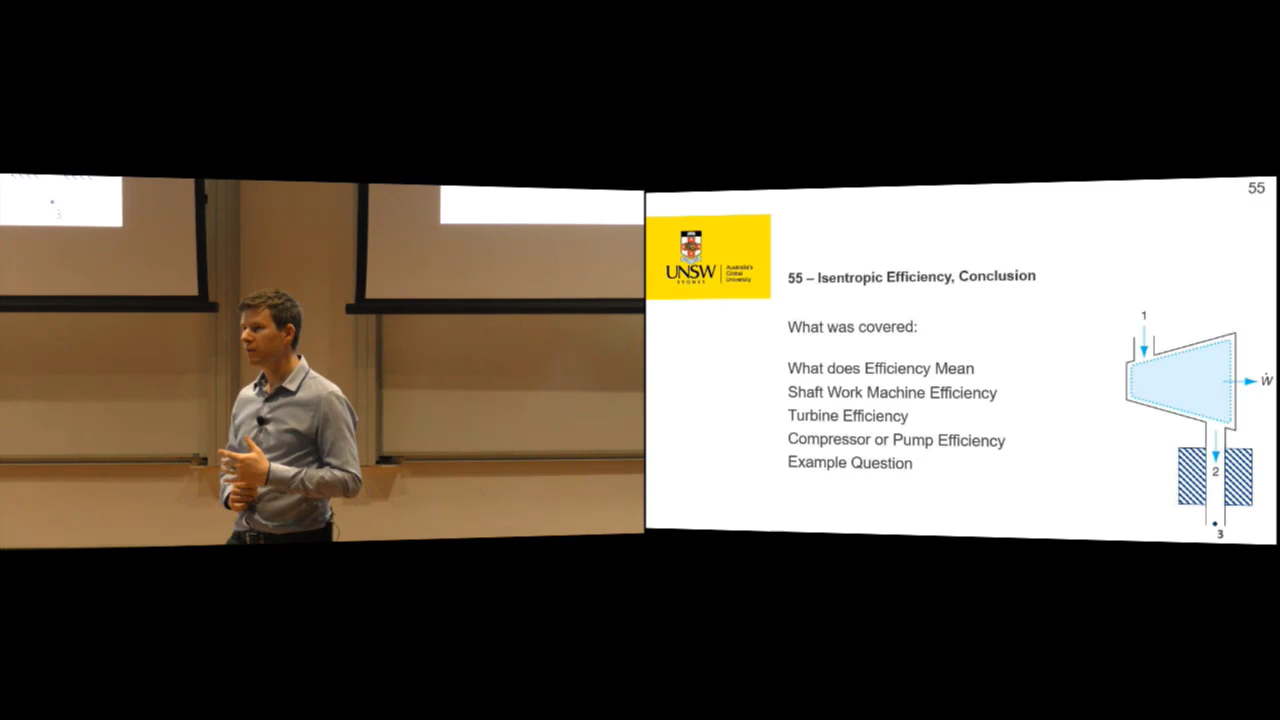 3
55
UNSW
SYDNEY
Australia's
Global
University
55 – Isentropic Efficiency, Conclusion
What was covered:
What does Efficiency Mean
Shaft Work Machine Efficiency
Turbine Efficiency
Compressor or Pump Efficiency
Example Question
1
Ẇ
2
3